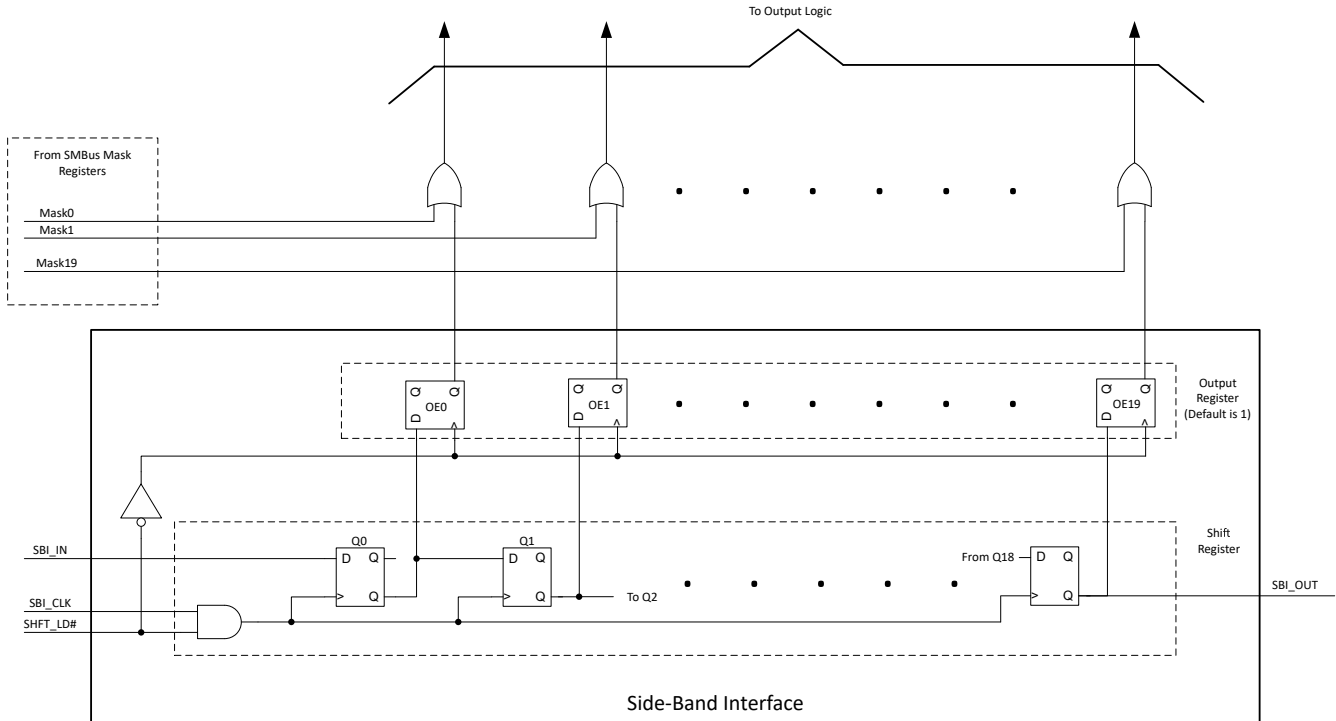 To Output Logic
From SMBus Mask
Registers
Mask0
Mask1
Mask19
Q Q
OE0
D >
Q Q
OE1
D >
Q Q
OE19
D >
Output
Register
(Default is 1)
Shift
Register
SBI_IN
Q0
D Q
> Q
Q1
D Q
> Q
To Q2
From Q18
D Q
> Q
SBI_OUT
SBI_CLK
SHFT_LD#
Side-Band Interface